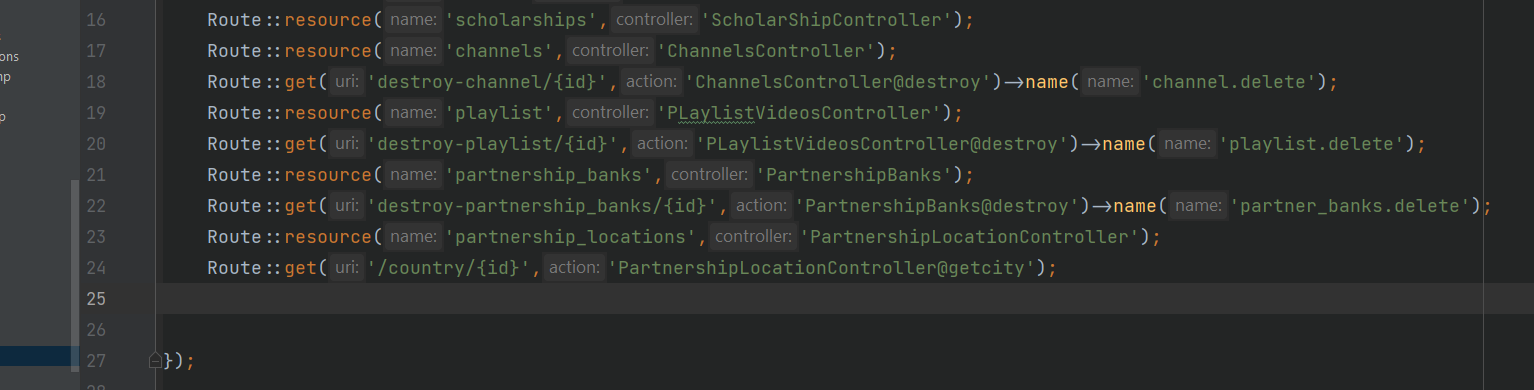 16 Route::resource( name: 'scholarships', controller: 'ScholarShipController');
ons 17 Route::resource( name: 'channels', controller: 'ChannelsController');
mp 18 Route::get( uri: 'destroy-channel/{id}', action: 'ChannelsController@destroy')->name( name: 'channel.delete');
p 19 Route::resource( name: 'playlist', controller: 'PLaylistVideosController');
20 Route::get( uri: 'destroy-playlist/{id}', action: 'PLaylistVideosController@destroy')->name( name: 'playlist.delete');
21 Route::resource( name: 'partnership_banks', controller: 'PartnershipBanks');
22 Route::get( uri: 'destroy-partnership_banks/{id}', action: 'PartnershipBanks@destroy')->name( name: 'partner_banks.delete');
23 Route::resource( name: 'partnership_locations', controller: 'PartnershipLocationController');
24 Route::get( uri: '/country/{id}', action: 'PartnershipLocationController@getcity');
25
26
27 });